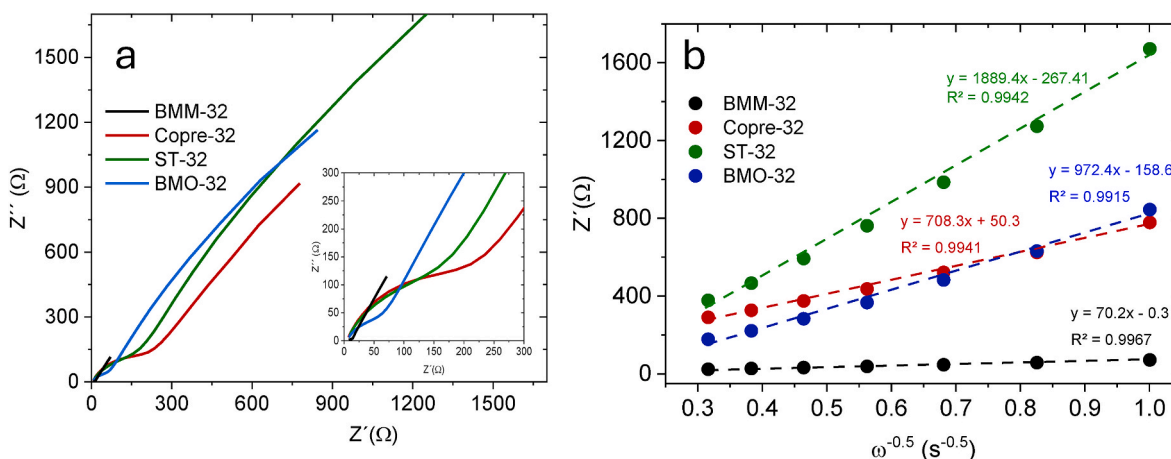 a
Z´´ (Ω)
1500
1200
900
600
300
0
BMM-32
Copre-32
ST-32
BMO-32
Z´´ (Ω)
300
250
200
150
100
50
0
0 50 100 150 200 250 300
Z´(Ω)
0 300 600 900 1200 1500
Z´(Ω)
b
Z´(Ω)
1600
1200
800
400
0
BMM-32
Copre-32
ST-32
BMO-32
y = 1889.4x - 267.41
R² = 0.9942
y = 972.4x - 158.6
R² = 0.9915
y = 708.3x + 50.3
R² = 0.9941
y = 70.2x - 0.3
R² = 0.9967
0.3 0.4 0.5 0.6 0.7 0.8 0.9 1.0
ω-0.5 (s-0.5)